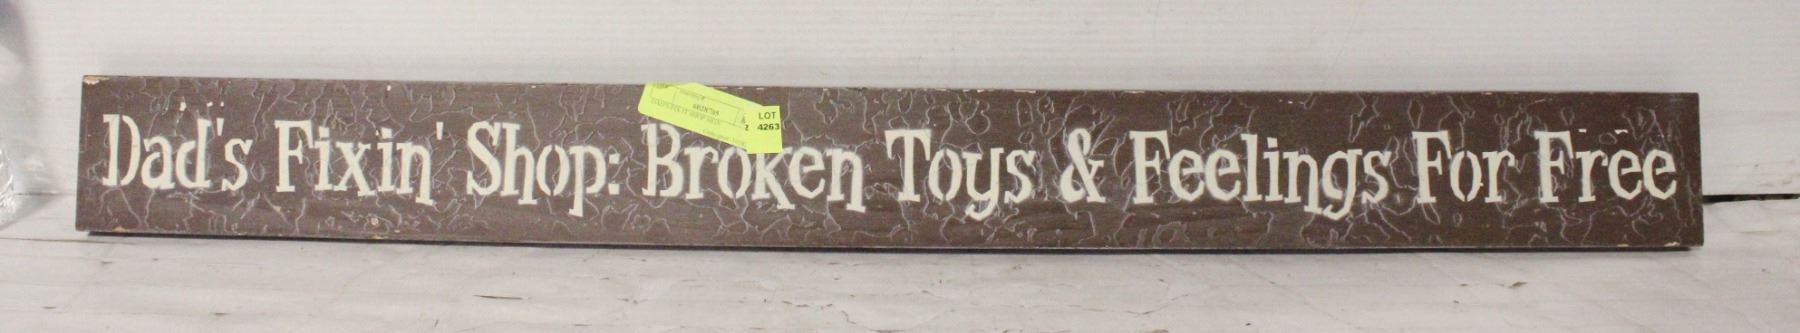 Dad's Fixin' Shop: Broken Toys & Feelings For Free
LOT
4263